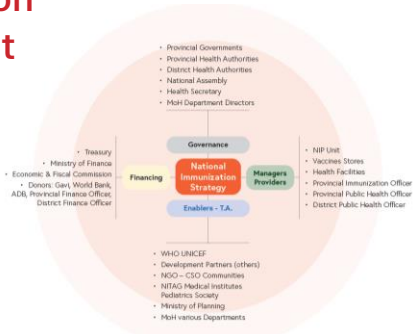 on
t
• Provincial Governments
• Provincial Health Authorities
• District Health Authorities
• National Assembly
• Health Secretary
• MoH Department Directors
Governance
• Treasury
• Ministry of Finance
• Economic & Fiscal Commission
• Donors: Gavi, World Bank,
ADB, Provincial Finance Officer,
District Finance Officer
Financing
National
Immunization
Strategy
Managers
Providers
• NIP Unit
• Vaccines Stores
• Health Facilities
• Provincial Immunization Officer
• Provincial Public Health Officer
• District Public Health Officer
Enablers - T.A.
• WHO UNICEF
• Development Partners (others)
• NGO – CSO Communities
• NITAG Medical Institutes
Pediatrics Society
• Ministry of Planning
• MoH various Departments